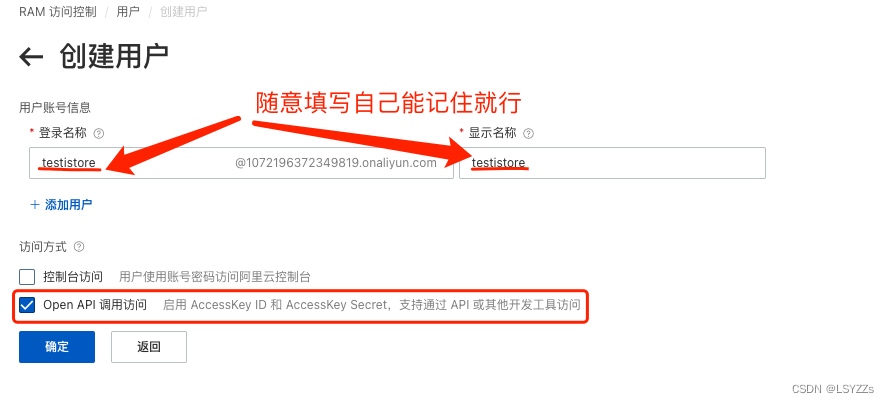 RAM 访问控制 / 用户 / 创建用户
← 创建用户
随意填写自己能记住就行
用户账号信息
* 登录名称 ? * 显示名称 ?
testistore @1072196372349819.onaliyun.com testistore
+ 添加用户
访问方式 ?
控制台访问 用户使用账号密码访问阿里云控制台
Open API 调用访问 启用 AccessKey ID 和 AccessKey Secret，支持通过 API 或其他开发工具访问
确定 返回
CSDN @LSYZZs